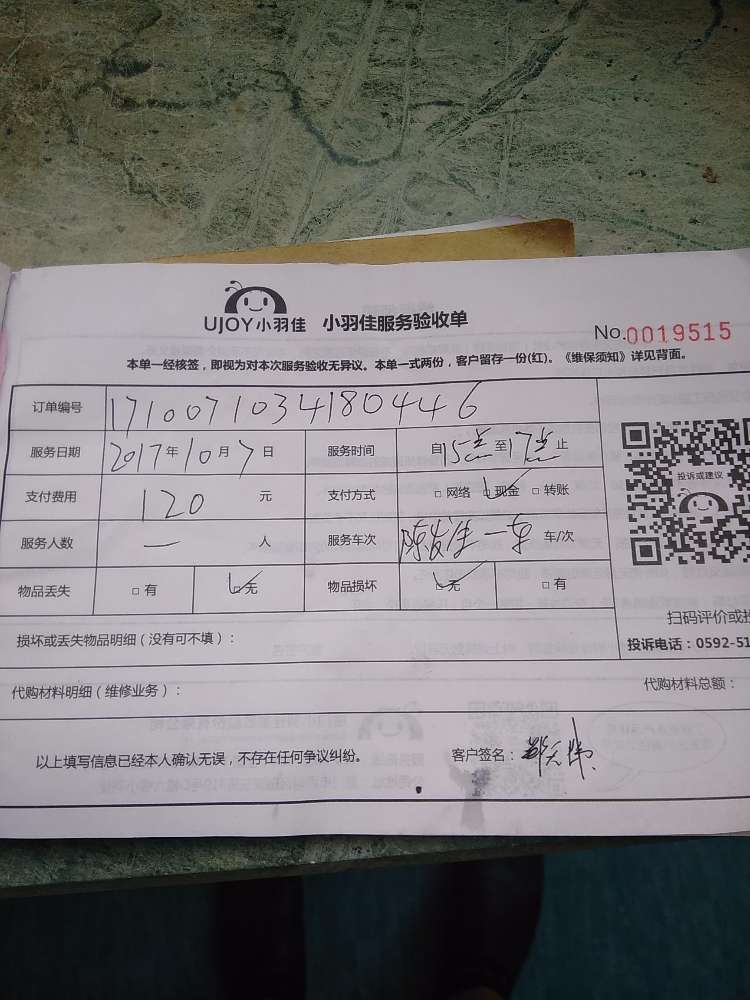 UJOY小羽佳 小羽佳服务验收单
No.0019515
本单一经核签，即视为对本次服务验收无异议。本单一式两份，客户留存一份(红)。《维保须知》详见背面。
订单编号 1710071034180446
服务日期 2017年10月7日 服务时间 自15点至17点止
支付费用 120 元 支付方式 □网络 □现金 □转账
投诉或建议
服务人数 一 人 服务车次 陈发生一车 车/次
物品丢失 □有 □无 物品损坏 □无 □有
扫码评价或投
损坏或丢失物品明细（没有可不填）：
投诉电话：0592-51
代购材料明细（维修业务）： 代购材料总额：
以上填写信息已经本人确认无误，不存在任何争议纠纷。 客户签名：